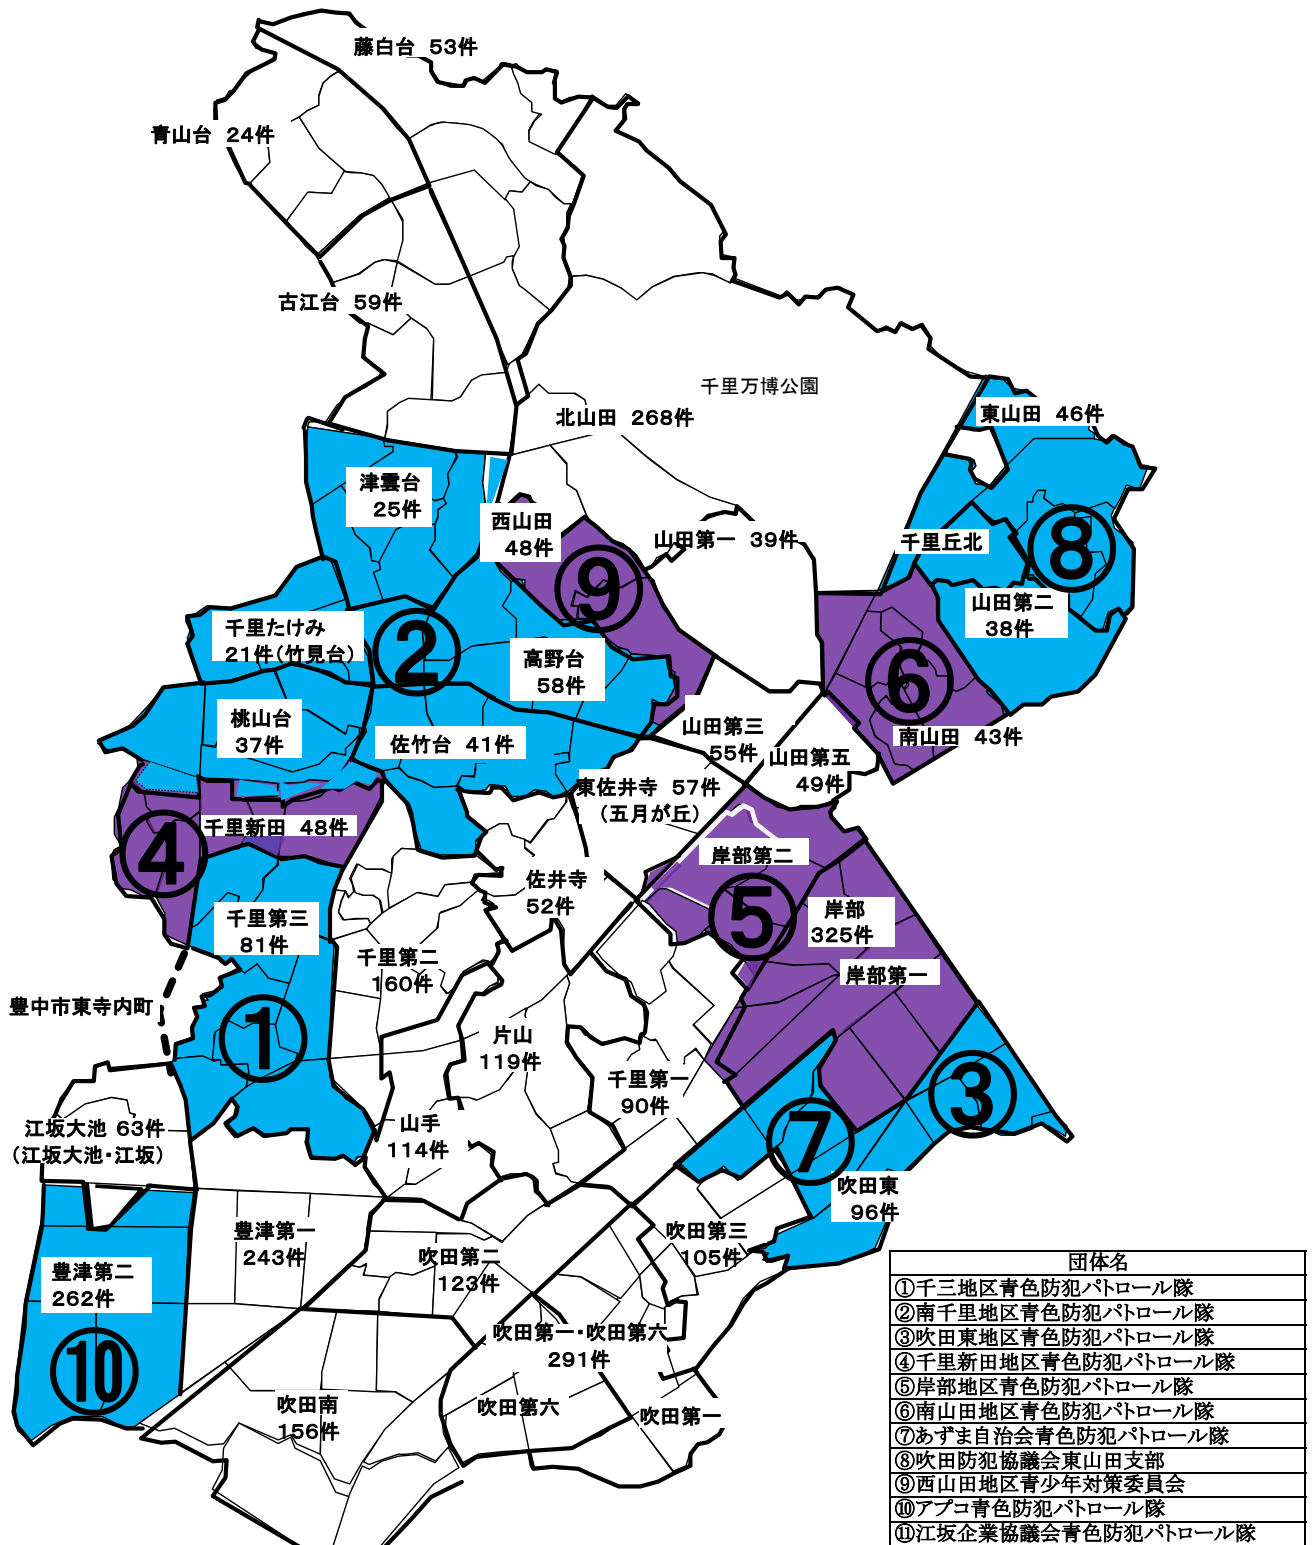 藤白台 53件
青山台 24件
古江台 59件
千里万博公園
北山田 268件
東山田 46件
津雲台
25件
西山田
48件
山田第一 39件
千里丘北
⑧
⑨
山田第二
38件
千里たけみ
21件(竹見台)
②
高野台
58件
⑥
桃山台
37件
佐竹台 41件
山田第三
55件
南山田 43件
山田第五
49件
東佐井寺 57件
(五月が丘)
千里新田 48件
④
岸部第二
佐井寺
52件
⑤
岸部
325件
千里第三
81件
千里第二
160件
岸部第一
豊中市東寺内町
①
片山
119件
千里第一
90件
③
江坂大池 63件
(江坂大池・江坂)
山手
114件
⑦
吹田東
96件
豊津第一
243件
吹田第三
105件
吹田第二
123件
豊津第二
262件
⑩
吹田第一・吹田第六
291件
吹田南
156件
吹田第六
吹田第一
団体名
①千三地区青色防犯パトロール隊
②南千里地区青色防犯パトロール隊
③吹田東地区青色防犯パトロール隊
④千里新田地区青色防犯パトロール隊
⑤岸部地区青色防犯パトロール隊
⑥南山田地区青色防犯パトロール隊
⑦あずま自治会青色防犯パトロール隊
⑧吹田防犯協議会東山田支部
⑨西山田地区青少年対策委員会
⑩アプコ青色防犯パトロール隊
⑪江坂企業協議会青色防犯パトロール隊